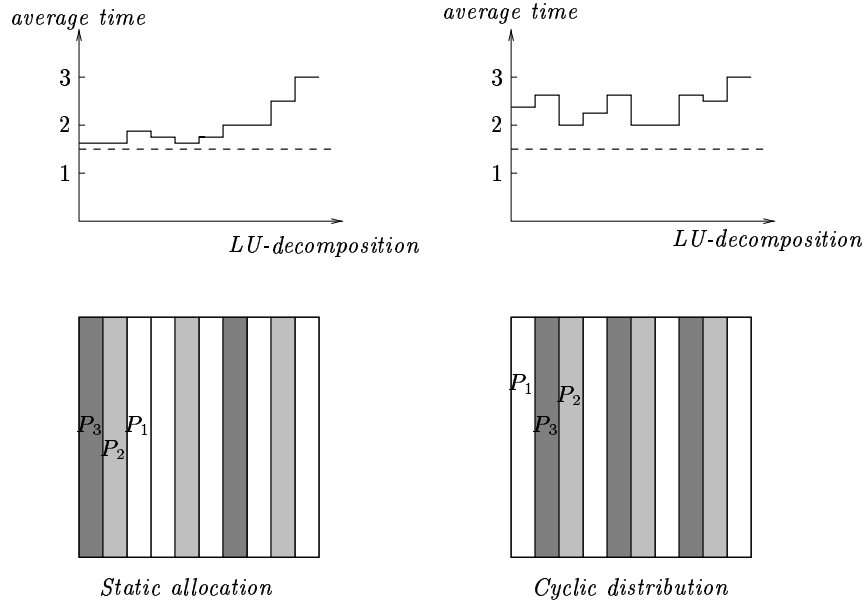 average time
3
2
1
LU-decomposition
average time
3
2
1
LU-decomposition
P3
P2
P1
Static allocation
P1
P3
P2
Cyclic distribution